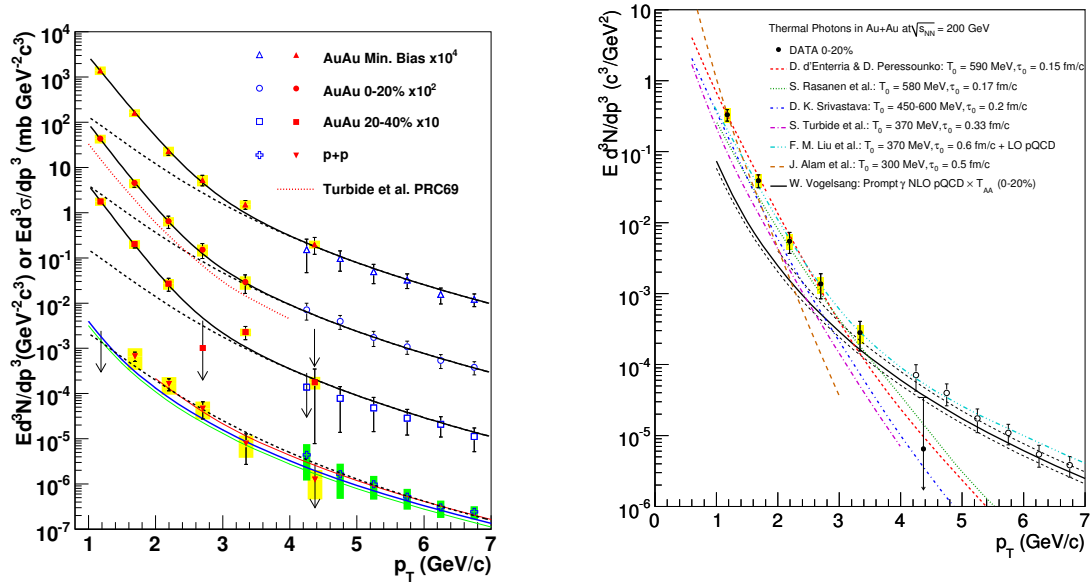 10⁴
10³
10²
10
1
10⁻¹
10⁻²
10⁻³
10⁻⁴
10⁻⁵
10⁻⁶
10⁻⁷
Ed³N/dp³(GeV⁻²c³) or Ed³σ/dp³ (mb GeV⁻²c³)
AuAu Min. Bias x10⁴
AuAu 0-20% x10²
AuAu 20-40% x10
p+p
Turbide et al. PRC69
1 2 3 4 5 6 7
p_T (GeV/c)
10
1
10⁻¹
10⁻²
10⁻³
10⁻⁴
10⁻⁵
10⁻⁶
E d³N/dp³ (c³/GeV²)
Thermal Photons in Au+Au at √s_NN = 200 GeV
DATA 0-20%
D. d'Enterria & D. Peressounko: T₀ = 590 MeV, τ₀ = 0.15 fm/c
S. Rasanen et al.: T₀ = 580 MeV, τ₀ = 0.17 fm/c
D. K. Srivastava: T₀ = 450-600 MeV, τ₀ = 0.2 fm/c
S. Turbide et al.: T₀ = 370 MeV, τ₀ = 0.33 fm/c
F. M. Liu et al.: T₀ = 370 MeV, τ₀ = 0.6 fm/c + LO pQCD
J. Alam et al.: T₀ = 300 MeV, τ₀ = 0.5 fm/c
W. Vogelsang: Prompt γ NLO pQCD × T_AA (0-20%)
0 1 2 3 4 5 6 7
p_T (GeV/c)